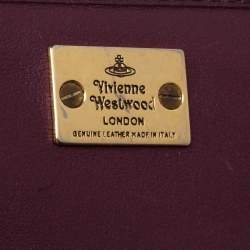 Vivienne
Westwood
LONDON
GENUINE LEATHER MADE IN ITALY